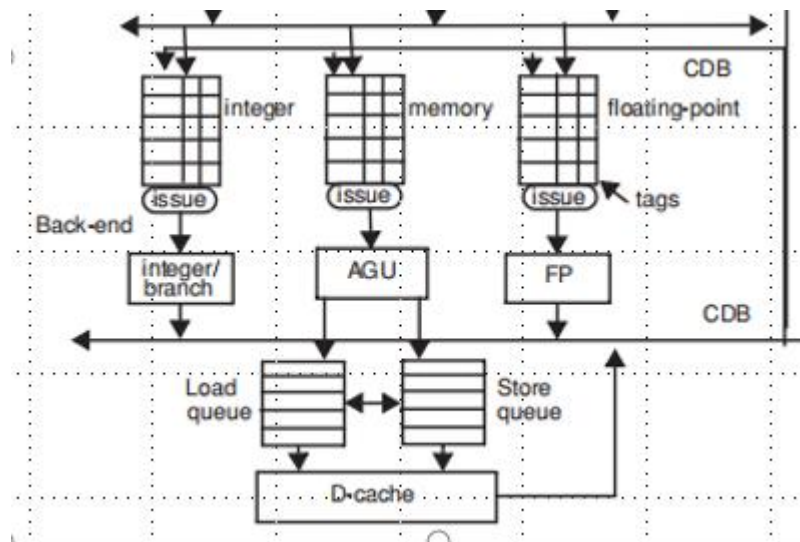 CDB
integer
memory
floating-point
issue
issue
issue
tags
Back-end
integer/
branch
AGU
FP
CDB
Load
queue
Store
queue
D-cache